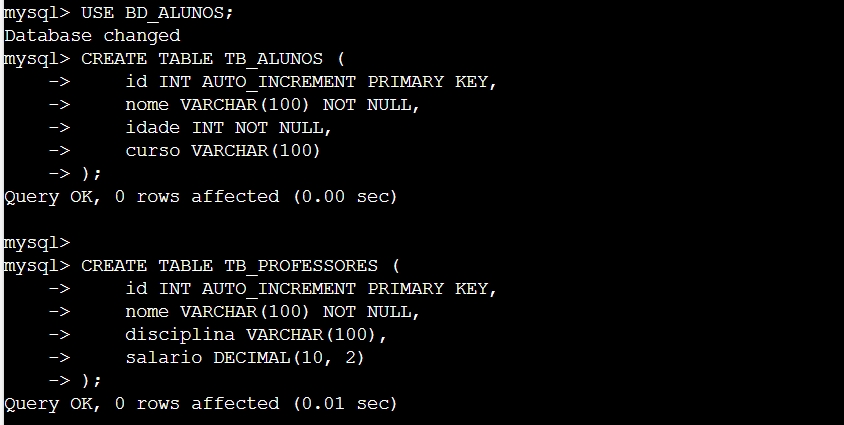 mysql> USE BD_ALUNOS;
Database changed
mysql> CREATE TABLE TB_ALUNOS (
    ->     id INT AUTO_INCREMENT PRIMARY KEY,
    ->     nome VARCHAR(100) NOT NULL,
    ->     idade INT NOT NULL,
    ->     curso VARCHAR(100)
    -> );
Query OK, 0 rows affected (0.00 sec)

mysql>
mysql> CREATE TABLE TB_PROFESSORES (
    ->     id INT AUTO_INCREMENT PRIMARY KEY,
    ->     nome VARCHAR(100) NOT NULL,
    ->     disciplina VARCHAR(100),
    ->     salario DECIMAL(10, 2)
    -> );
Query OK, 0 rows affected (0.01 sec)